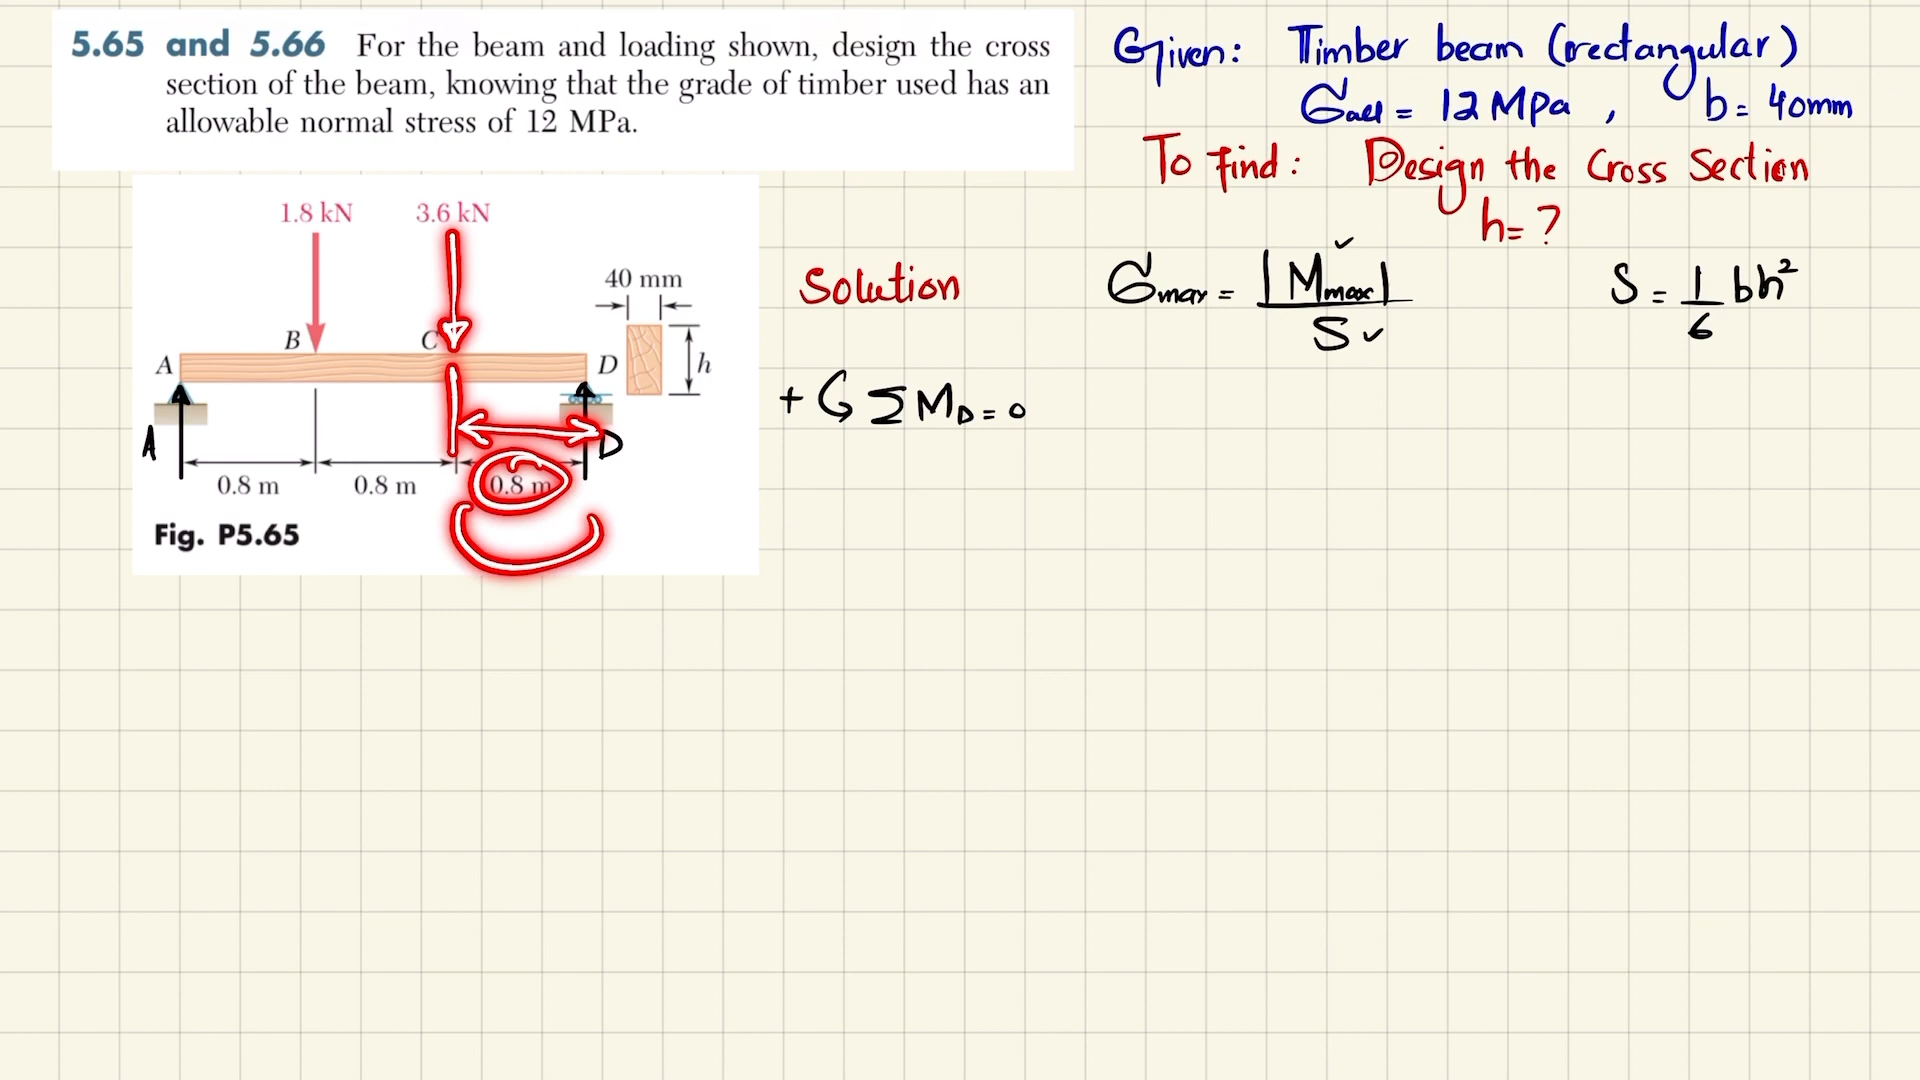 5.65 and 5.66 For the beam and loading shown, design the cross
section of the beam, knowing that the grade of timber used has an
allowable normal stress of 12 MPa.
Given: Timber beam (rectangular)
σall = 12 MPa , b = 40mm
To find: Design the Cross Section
h = ?
1.8 kN 3.6 kN
40 mm
B C
A D h
A D
0.8 m 0.8 m 0.8 m
Fig. P5.65
Solution σmax = |Mmax| / S S = 1/6 bh²
+ ↺ ΣM_D = 0